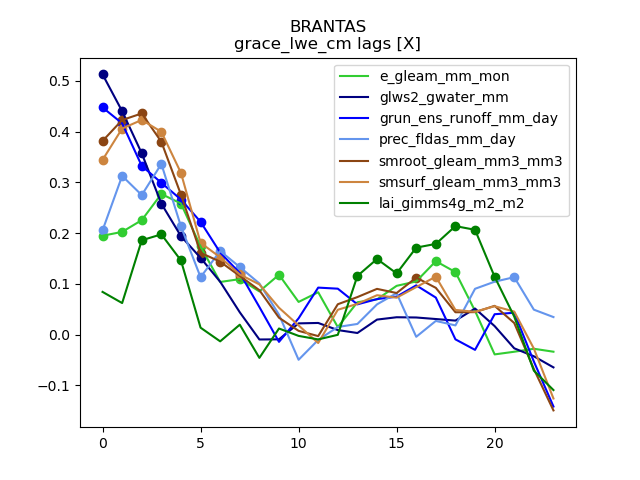 BRANTAS
grace_lwe_cm lags [X]
e_gleam_mm_mon
glws2_gwater_mm
grun_ens_runoff_mm_day
prec_fldas_mm_day
smroot_gleam_mm3_mm3
smsurf_gleam_mm3_mm3
lai_gimms4g_m2_m2
0.5
0.4
0.3
0.2
0.1
0.0
−0.1
0 5 10 15 20